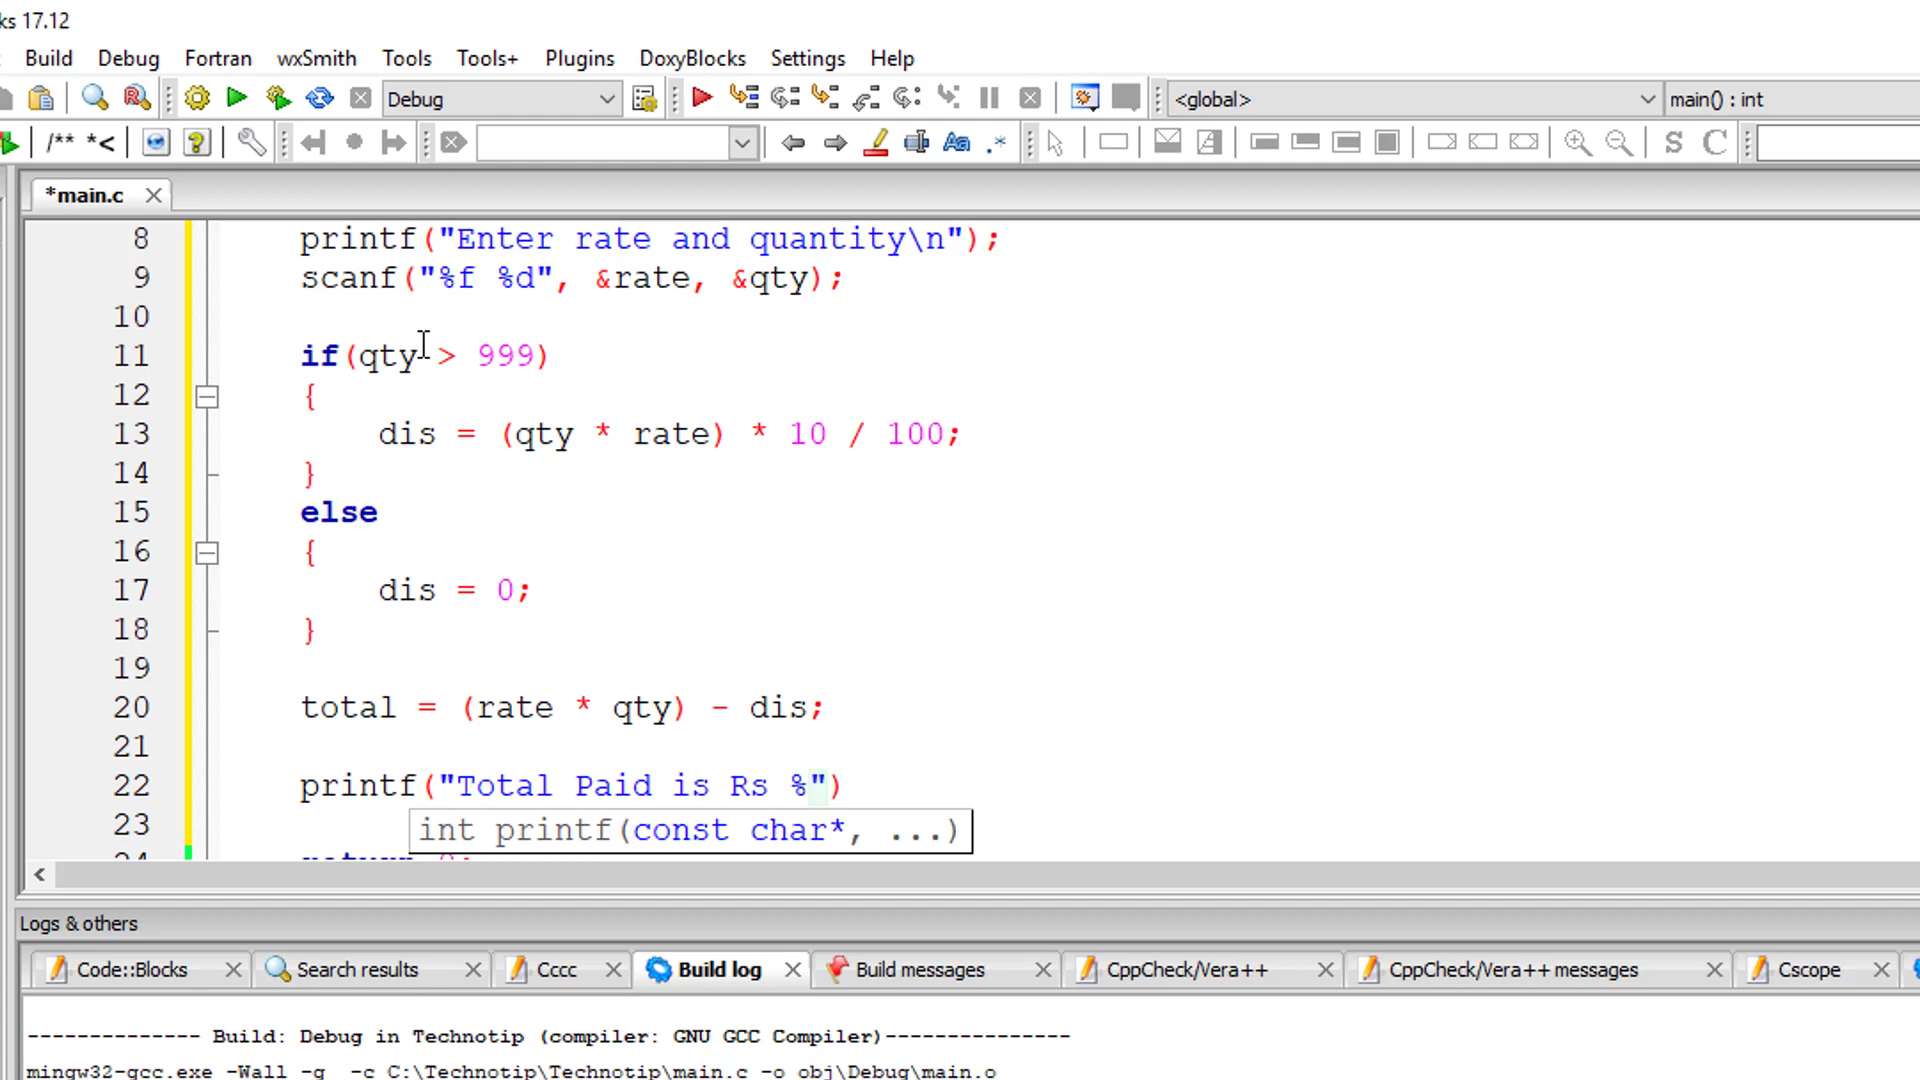 ks 17.12
Build Debug Fortran wxSmith Tools Tools+ Plugins DoxyBlocks Settings Help
Debug <global> main() : int
/** *< Aa .* S C
*main.c
8 printf("Enter rate and quantity\n");
9 scanf("%f %d", &rate, &qty);
10
11 if(qty > 999)
12 {
13 dis = (qty * rate) * 10 / 100;
14 }
15 else
16 {
17 dis = 0;
18 }
19
20 total = (rate * qty) - dis;
21
22 printf("Total Paid is Rs %")
23 int printf(const char*, ...)
24 return 0;
Logs & others
Code::Blocks Search results Cccc Build log Build messages CppCheck/Vera++ CppCheck/Vera++ messages Cscope
-------------- Build: Debug in Technotip (compiler: GNU GCC Compiler)---------------
mingw32-gcc.exe -Wall -g -c C:\Technotip\Technotip\main.c -o obj\Debug\main.o